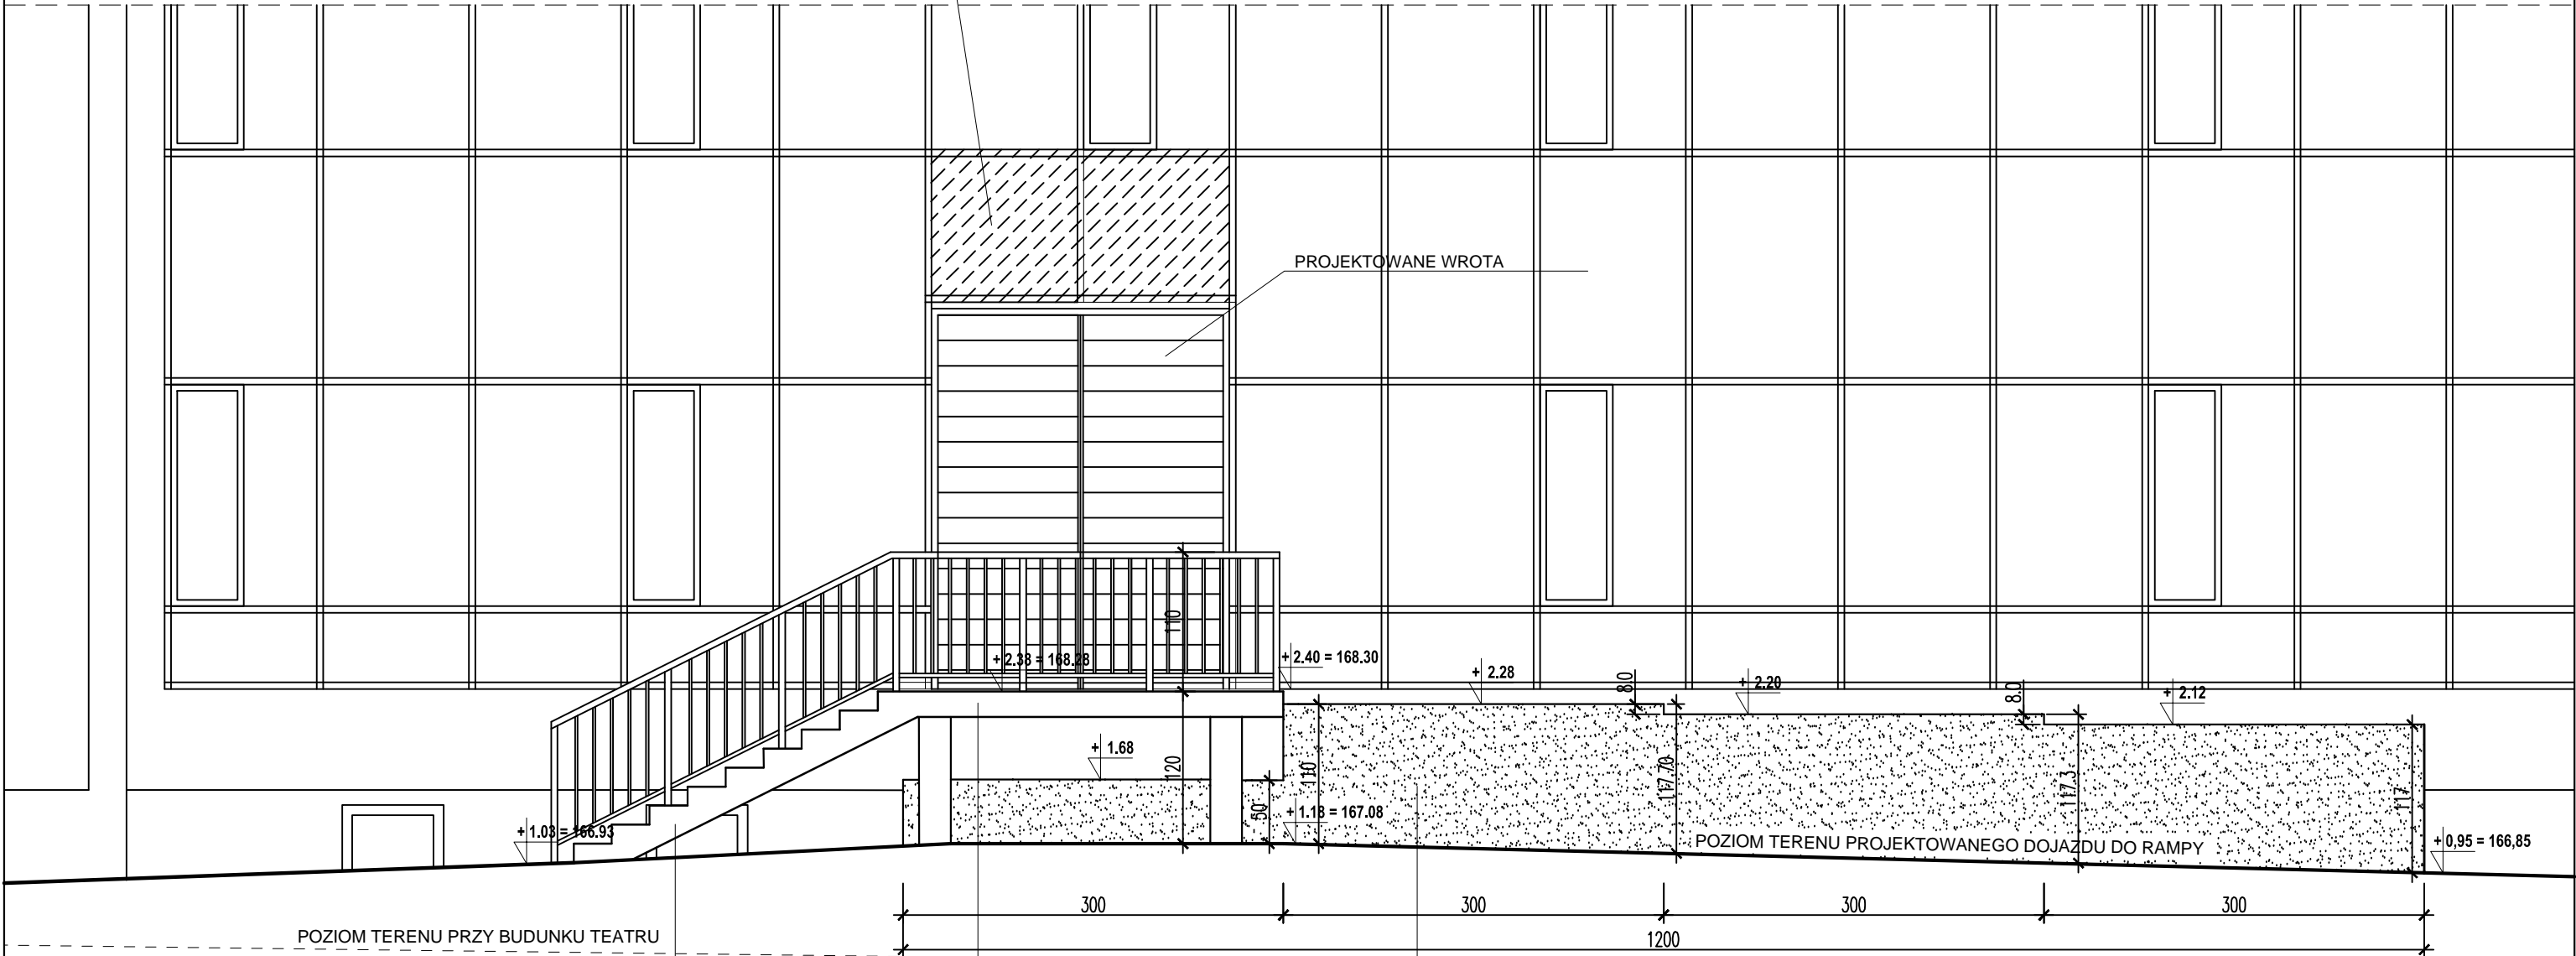 PROJEKTOWANE WROTA
110
+ 2.38 = 168.28
+ 2.40 = 168.30
+ 2.28
8.0
+ 2.20
8.0
+ 2.12
+ 1.68
120
110
117.70
117.3
117
50
+ 1.18 = 167.08
+ 1.03 = 166.93
POZIOM TERENU PROJEKTOWANEGO DOJAZDU DO RAMPY
+ 0,95 = 166,85
300
300
300
300
POZIOM TERENU PRZY BUDUNKU TEATRU
1200